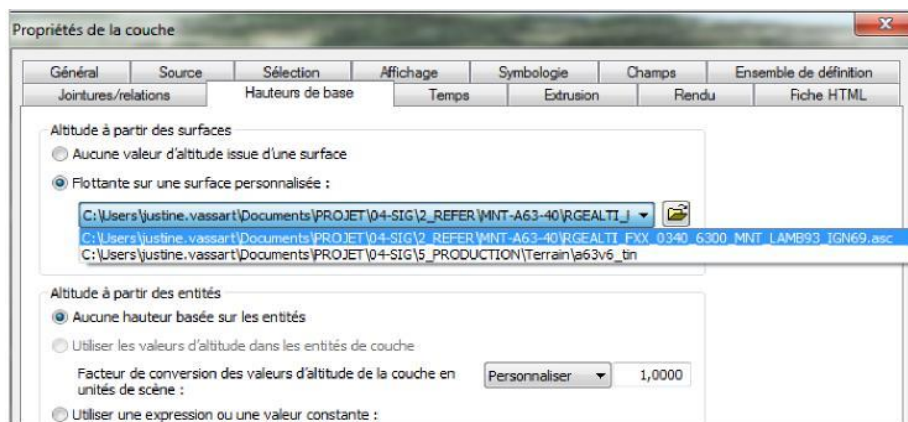 Propriétés de la couche
x
Général Source Sélection Affichage Symbologie Champs Ensemble de définition
Jointures/relations Hauteurs de base Temps Extrusion Rendu Fiche HTML
Altitude à partir des surfaces
Aucune valeur d'altitude issue d'une surface
Flottante sur une surface personnalisée :
C:\Users\justine.vassart\Documents\PROJET\04-SIG\2_REFER\MNT-A63-40\RGEALTI_F
C:\Users\justine.vassart\Documents\PROJET\04-SIG\2_REFER\MNT-A63-40\RGEALTI_FXX_0340_6300_MNT_LAMB93_IGN69.asc
C:\Users\justine.vassart\Documents\PROJET\04-SIG\5_PRODUCTION\Terrain\a63v6_tin
Altitude à partir des entités
Aucune hauteur basée sur les entités
Utiliser les valeurs d'altitude dans les entités de couche
Facteur de conversion des valeurs d'altitude de la couche en Personnaliser 1,0000
unités de scène :
Utiliser une expression ou une valeur constante :